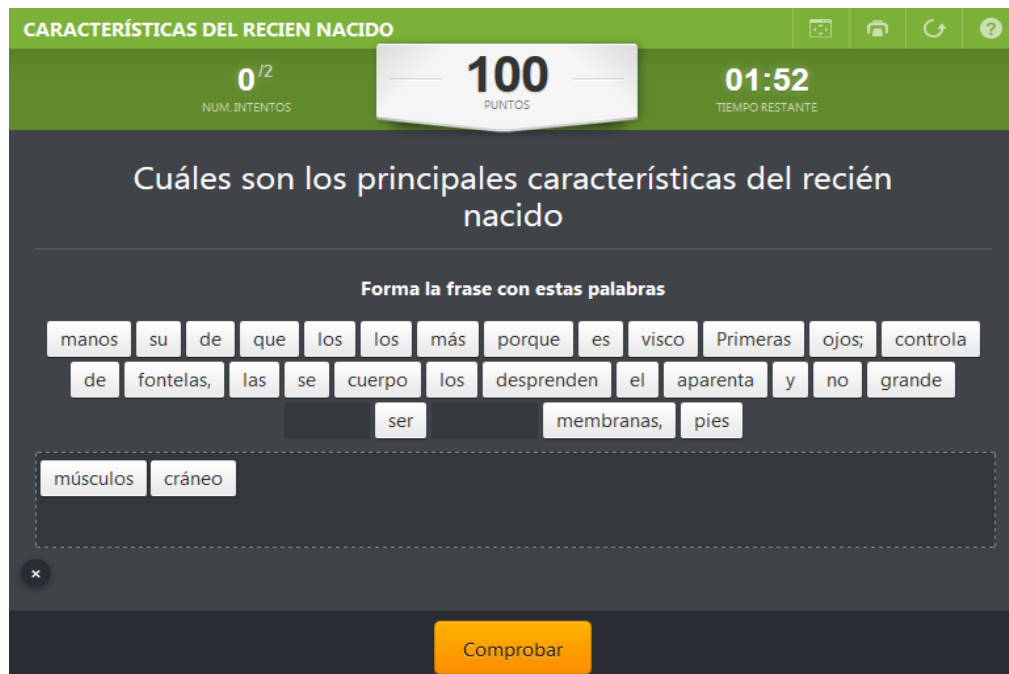 CARACTERÍSTICAS DEL RECIEN NACIDO
0/2
NUM. INTENTOS
100
PUNTOS
01:52
TIEMPO RESTANTE
Cuáles son los principales características del recién
nacido
Forma la frase con estas palabras
manos su de que los los más porque es visco Primeras ojos; controla
de fontelas, las se cuerpo los desprenden el aparenta y no grande
ser membranas, pies
músculos cráneo
Comprobar